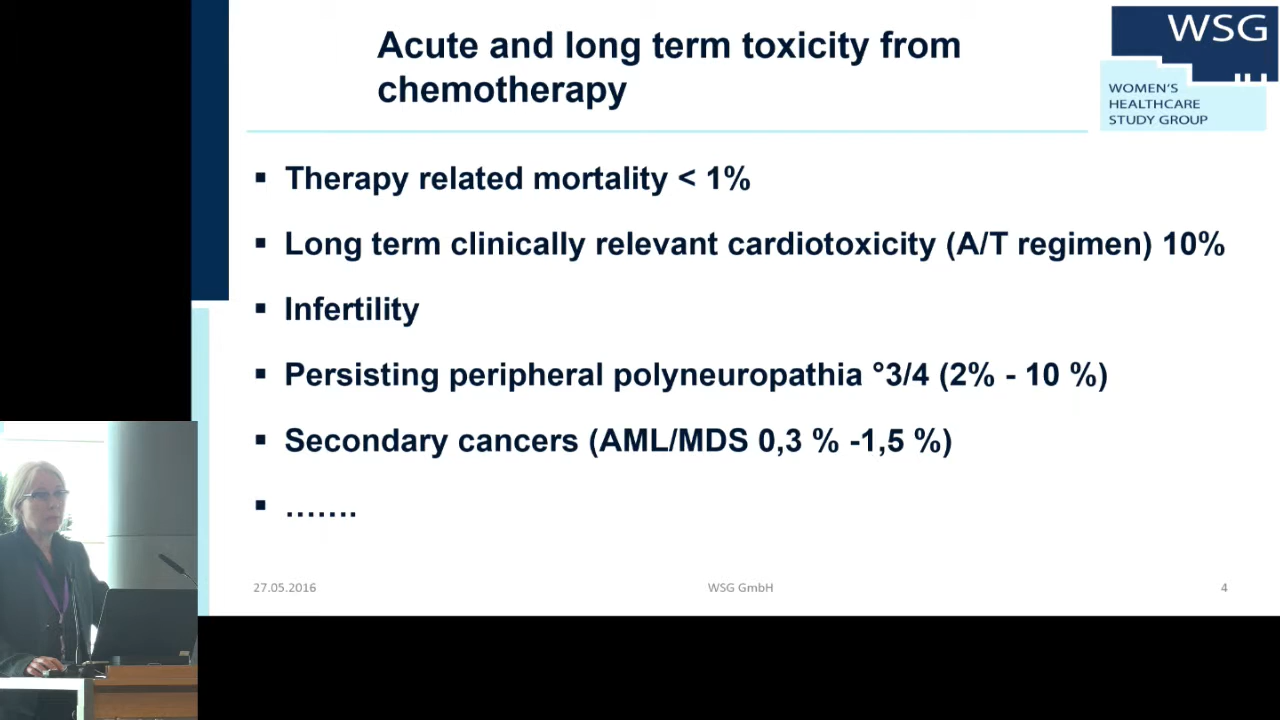 Acute and long term toxicity from
chemotherapy
WSG
WOMEN'S
HEALTHCARE
STUDY GROUP
▪ Therapy related mortality < 1%
▪ Long term clinically relevant cardiotoxicity (A/T regimen) 10%
▪ Infertility
▪ Persisting peripheral polyneuropathia °3/4 (2% - 10 %)
▪ Secondary cancers (AML/MDS 0,3 % -1,5 %)
▪ …….
27.05.2016
WSG GmbH
4